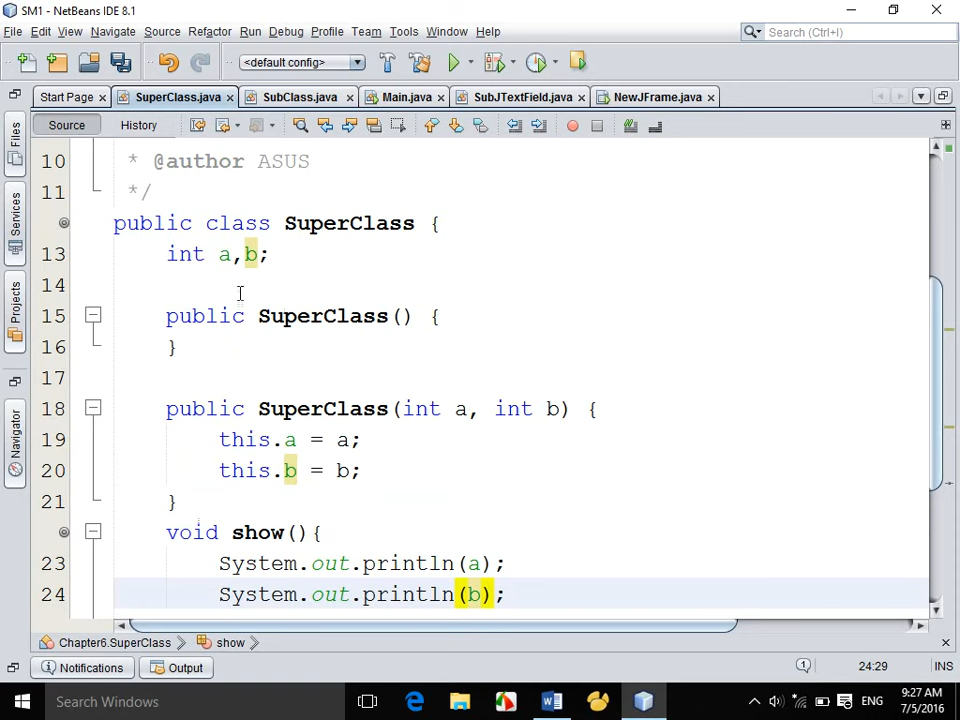 SM1 - NetBeans IDE 8.1
File Edit View Navigate Source Refactor Run Debug Profile Team Tools Window Help
Search (Ctrl+I)
<default config>
Start Page SuperClass.java SubClass.java Main.java SubJTextField.java NewJFrame.java
Source History
Files
Services
Projects
Navigator
10 * @author ASUS
11 */
public class SuperClass {
13 int a,b;
14
15 public SuperClass() {
16 }
17
18 public SuperClass(int a, int b) {
19 this.a = a;
20 this.b = b;
21 }
void show(){
23 System.out.println(a);
24 System.out.println(b);
Chapter6.SuperClass show
Notifications Output 1 24:29 INS
Search Windows ENG 9:27 AM
7/5/2016